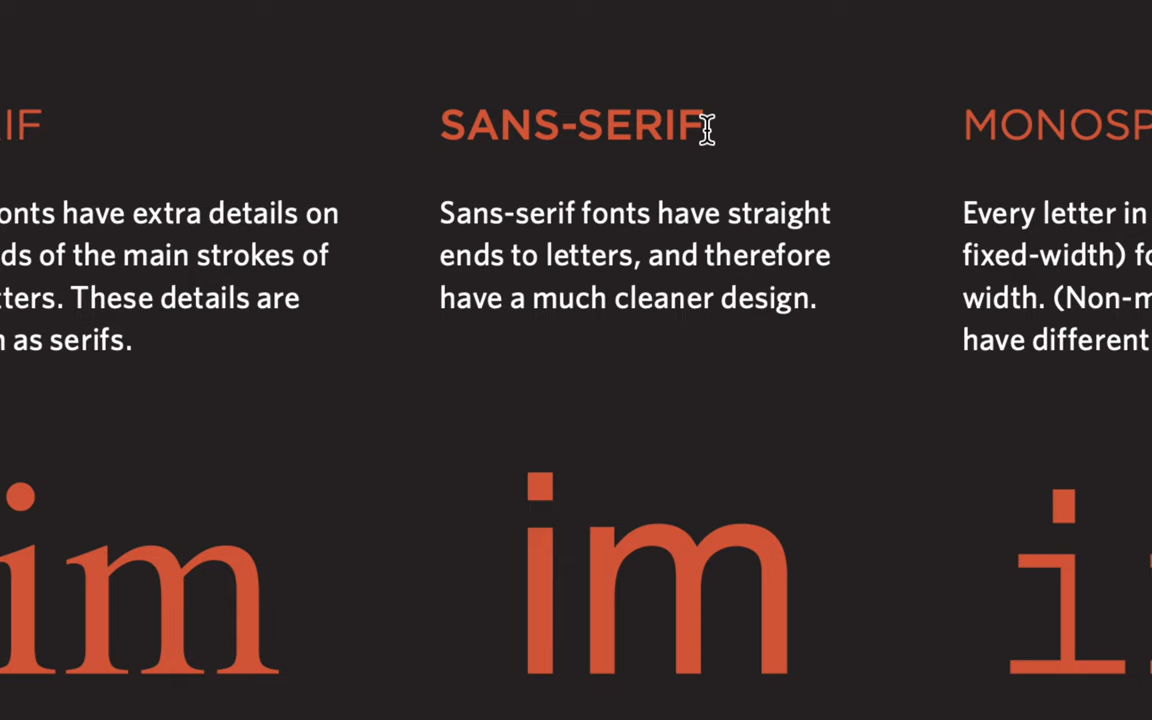 IF
onts have extra details on
ds of the main strokes of
tters. These details are
n as serifs.
im
SANS-SERIF
Sans-serif fonts have straight
ends to letters, and therefore
have a much cleaner design.
im
MONOSP
Every letter in
fixed-width) fo
width. (Non-m
have different
i